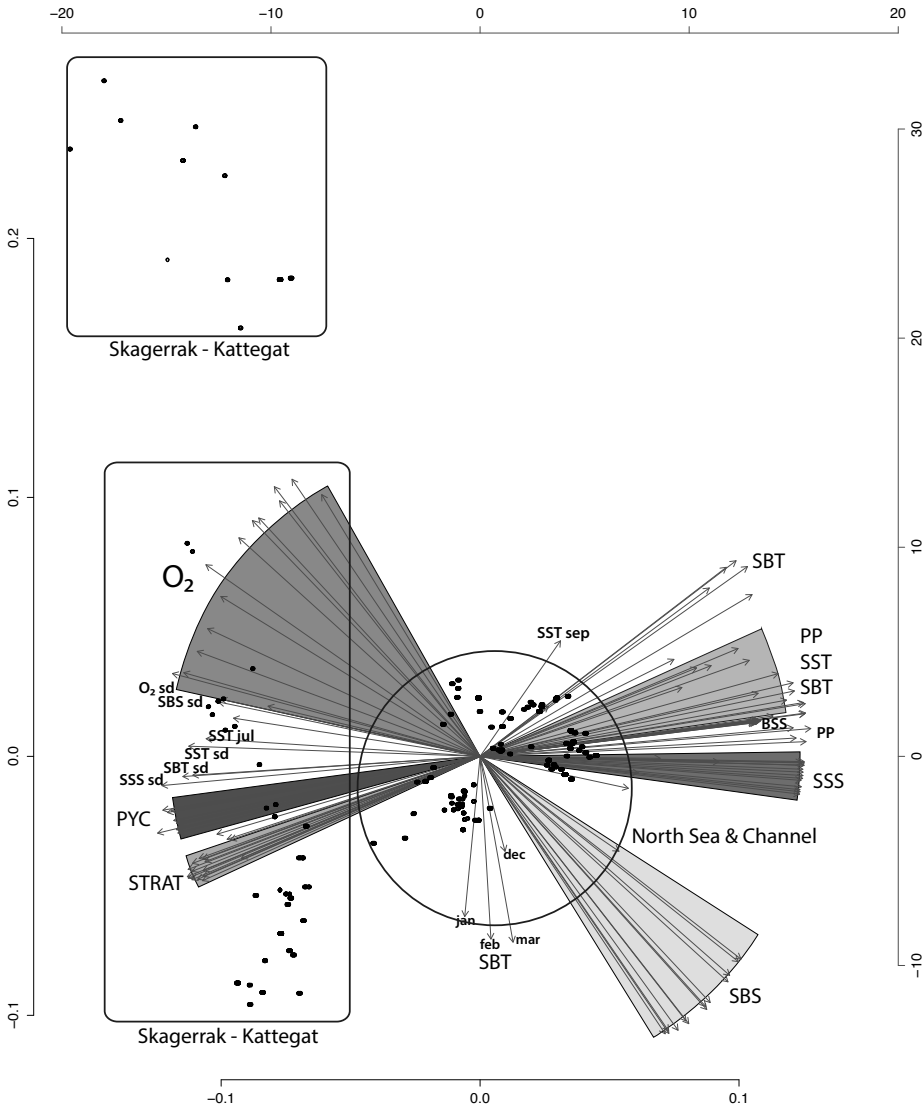 −20 −10 0 10 20
30
0.2
20
Skagerrak - Kattegat
0.1
10
SBT
O₂
SST sep
PP
SST
SBT
O₂ sd
SBS sd
BSS
PP
SST jul
0.0
SST sd
0
SBT sd
SSS sd
SSS
PYC
North Sea & Channel
dec
STRAT
jan
feb
mar
SBT
−10
SBS
−0.1
Skagerrak - Kattegat
−0.1 0.0 0.1